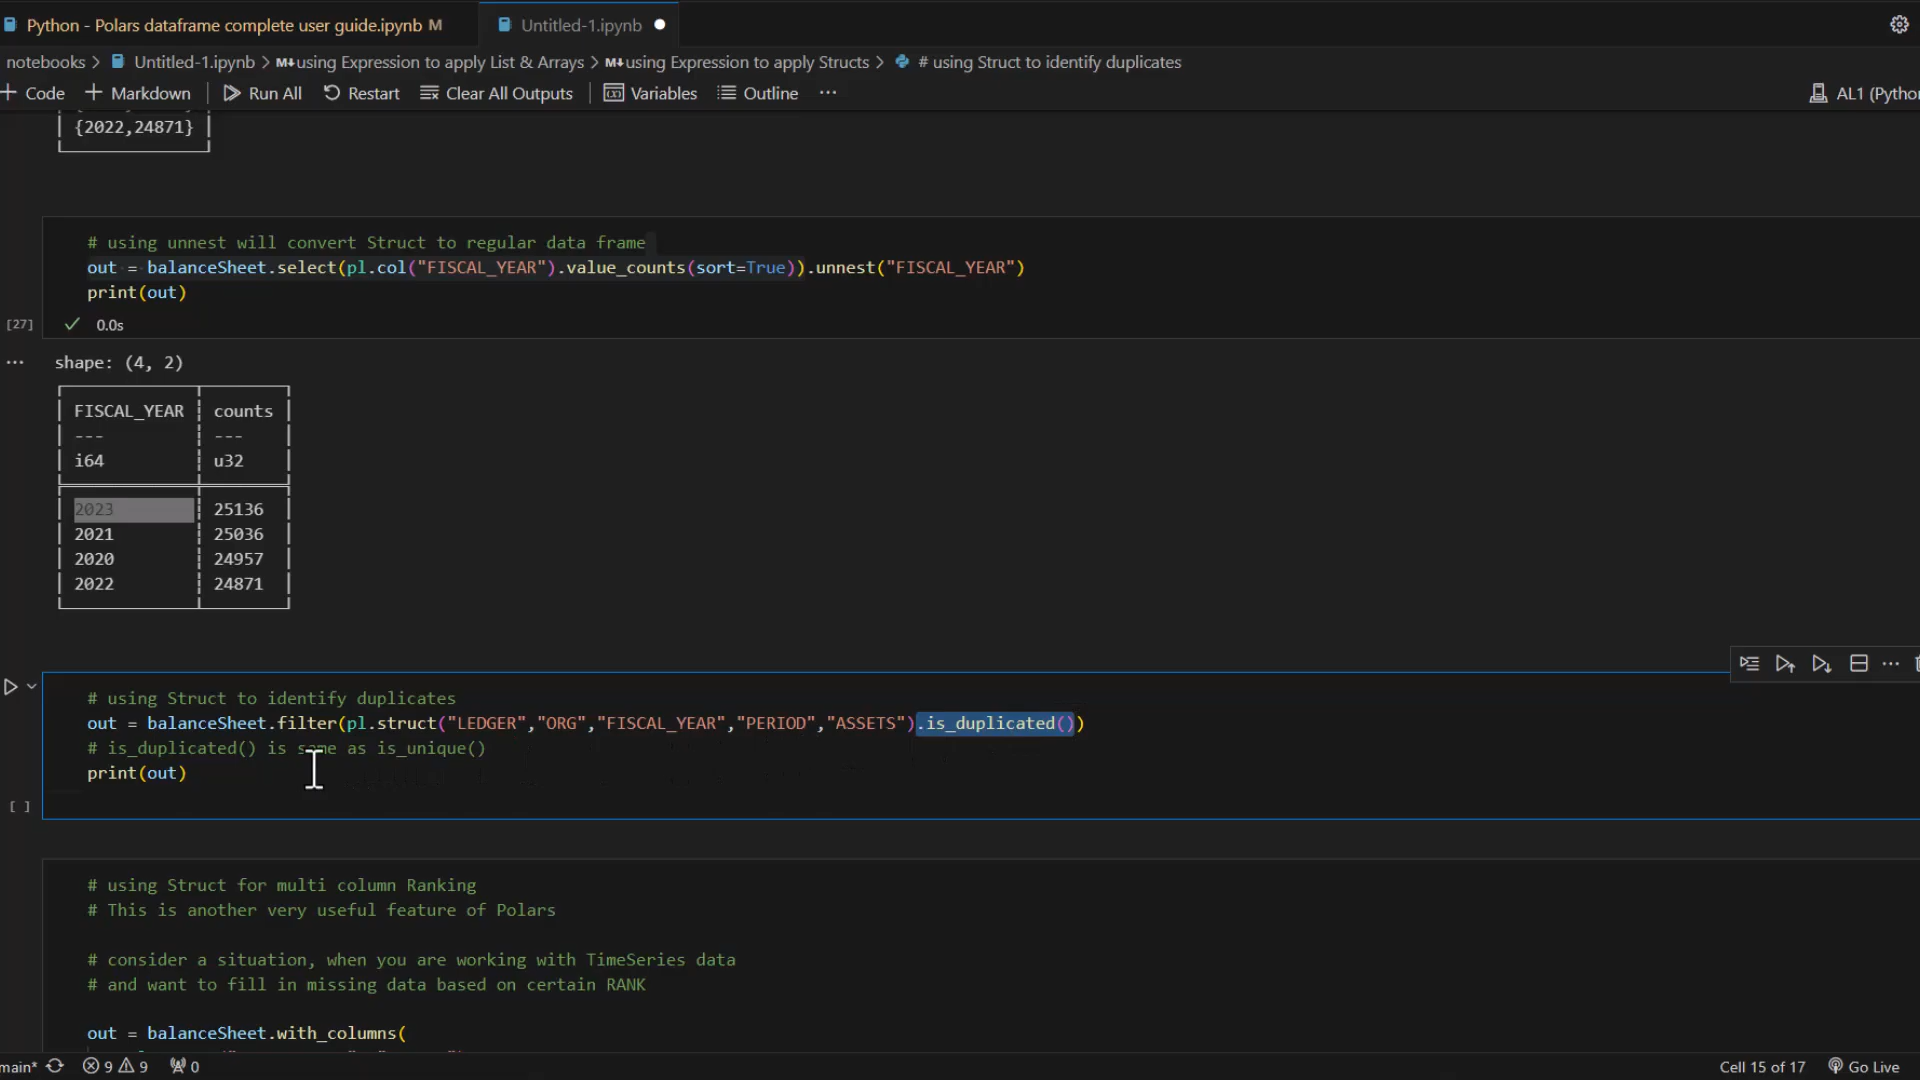 Python - Polars dataframe complete user guide.ipynb M
Untitled-1.ipynb
notebooks > Untitled-1.ipynb > M↓using Expression to apply List & Arrays > M↓using Expression to apply Structs > # using Struct to identify duplicates
+ Code + Markdown Run All Restart Clear All Outputs Variables Outline ··· AL1 (Pytho
{2022,24871}
# using unnest will convert Struct to regular data frame
out = balanceSheet.select(pl.col("FISCAL_YEAR").value_counts(sort=True)).unnest("FISCAL_YEAR")
print(out)
[27] 0.0s
··· shape: (4, 2)
FISCAL_YEAR counts
--- ---
i64 u32
2023 25136
2021 25036
2020 24957
2022 24871
# using Struct to identify duplicates
out = balanceSheet.filter(pl.struct("LEDGER","ORG","FISCAL_YEAR","PERIOD","ASSETS").is_duplicated())
# is_duplicated() is same as is_unique()
print(out)
[ ]
# using Struct for multi column Ranking
# This is another very useful feature of Polars
# consider a situation, when you are working with TimeSeries data
# and want to fill in missing data based on certain RANK
out = balanceSheet.with_columns(
main* 9 9 0 Cell 15 of 17 Go Live